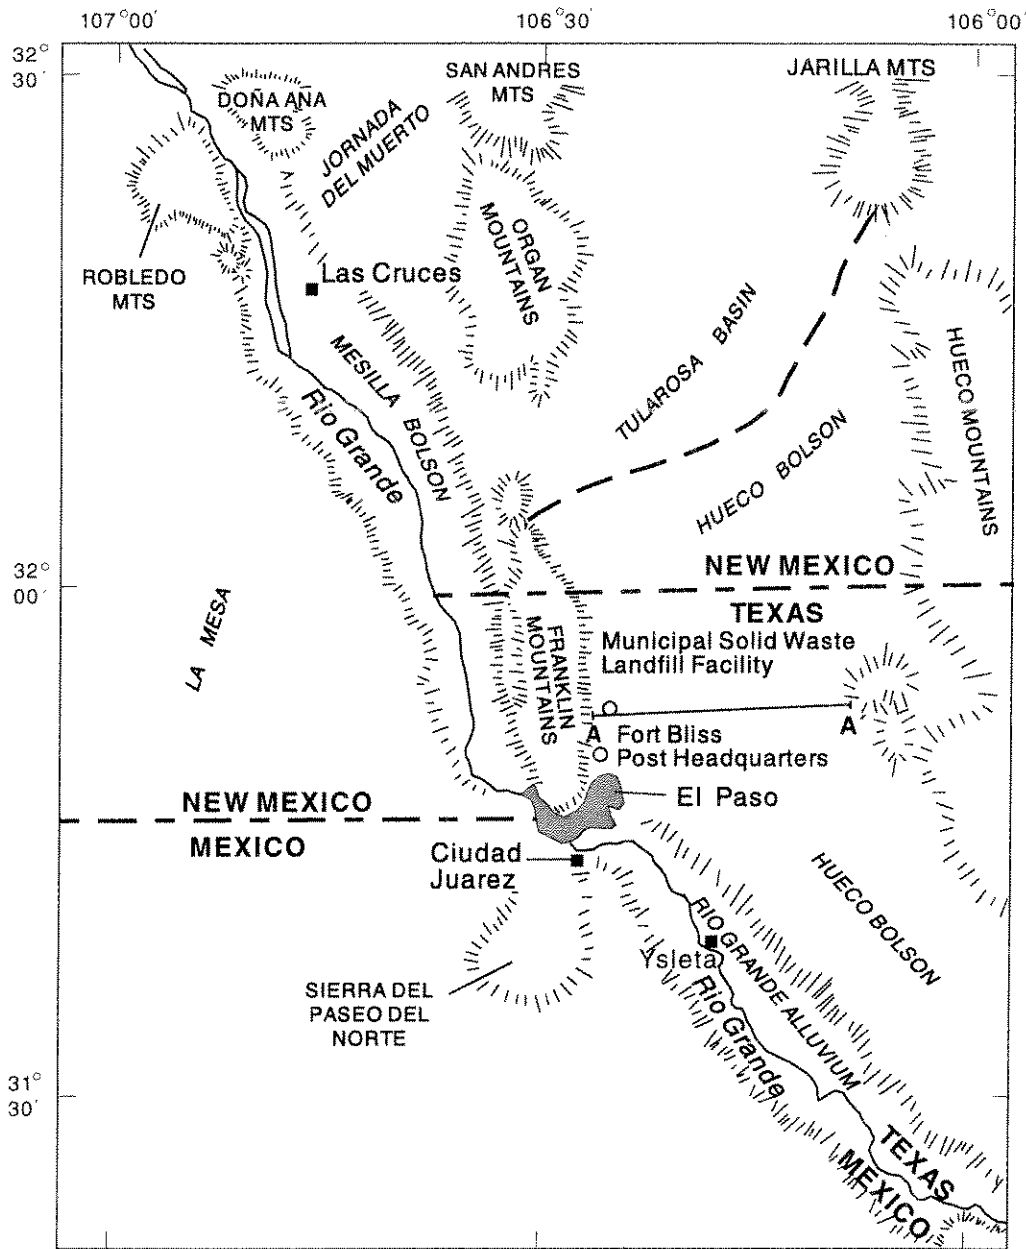 107°00' 106°30' 106°00'
32°
30'
DOÑA ANA
MTS
SAN ANDRES
MTS
JARILLA MTS
JORNADA
DEL MUERTO
ORGAN
MOUNTAINS
ROBLEDO
MTS
Las Cruces
MESILLA BOLSON
Rio Grande
TULAROSA BASIN
HUECO BOLSON
HUECO MOUNTAINS
32°
00'
NEW MEXICO
TEXAS
LA MESA
FRANKLIN
MOUNTAINS
Municipal Solid Waste
Landfill Facility
A A
Fort Bliss
Post Headquarters
El Paso
NEW MEXICO
MEXICO
Ciudad
Juarez
HUECO BOLSON
RIO GRANDE ALLUVIUM
Ysleta
Rio Grande
SIERRA DEL
PASEO DEL
NORTE
31°
30'
TEXAS
MEXICO